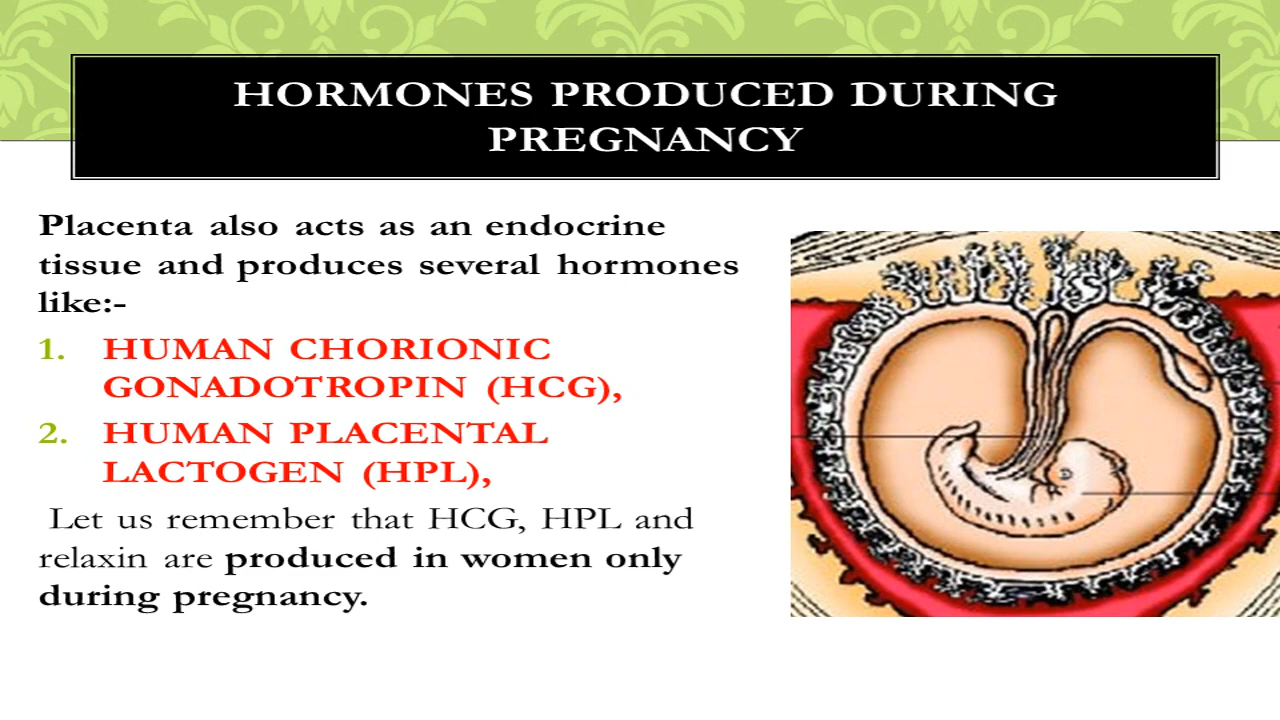 HORMONES PRODUCED DURING
PREGNANCY
Placenta also acts as an endocrine
tissue and produces several hormones
like:-
1. HUMAN CHORIONIC
GONADOTROPIN (HCG),
2. HUMAN PLACENTAL
LACTOGEN (HPL),
Let us remember that HCG, HPL and
relaxin are produced in women only
during pregnancy.